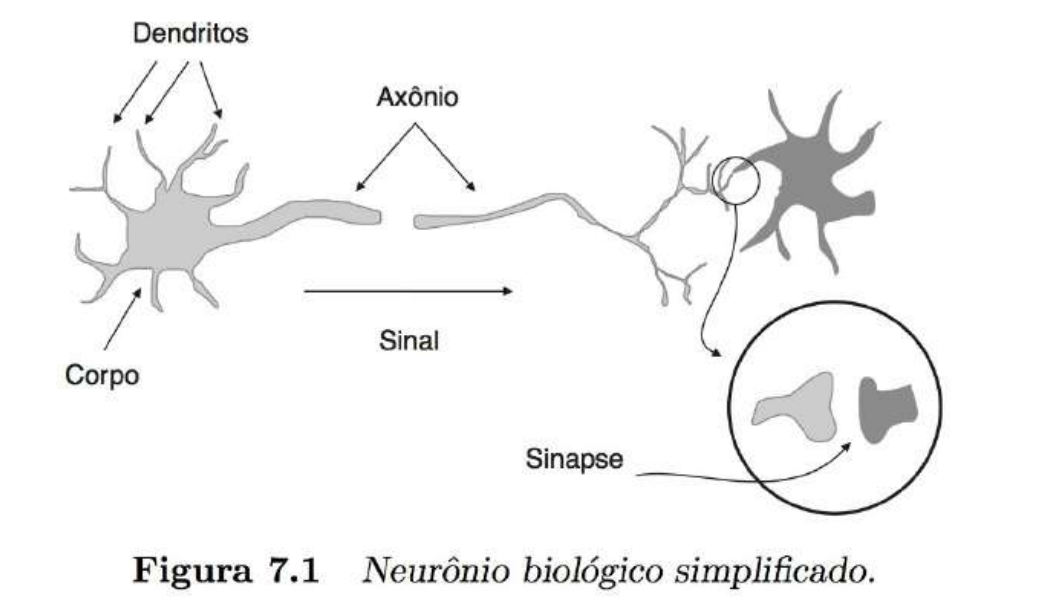 Dendritos
Axônio
Sinal
Corpo
Sinapse
Figura 7.1 Neurônio biológico simplificado.